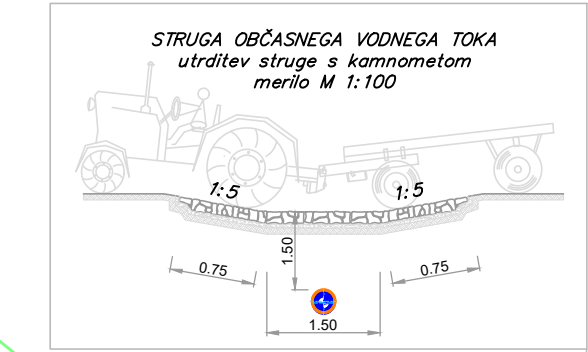 STRUGA OBČASNEGA VODNEGA TOKA
utrditev struge s kamnometom
merilo M 1:100
1:5
1:5
1.50
0.75
0.75
1.50